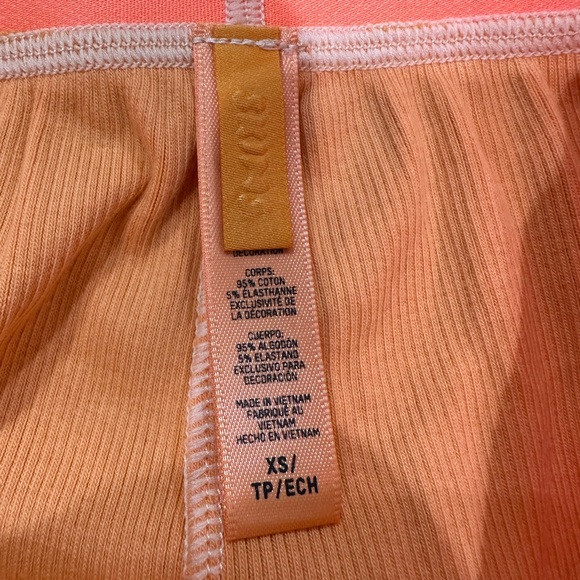 DECORATION
CORPS:
95% COTON
5% ÉLASTHANNE
EXCLUSIVITÉ DE
LA DÉCORATION
CUERPO:
95% ALGODÓN
5% ELASTANO
EXCLUSIVO PARA
DECORACIÓN
MADE IN VIETNAM
FABRIQUÉ AU
VIETNAM
HECHO EN VIETNAM
XS/
TP/ECH